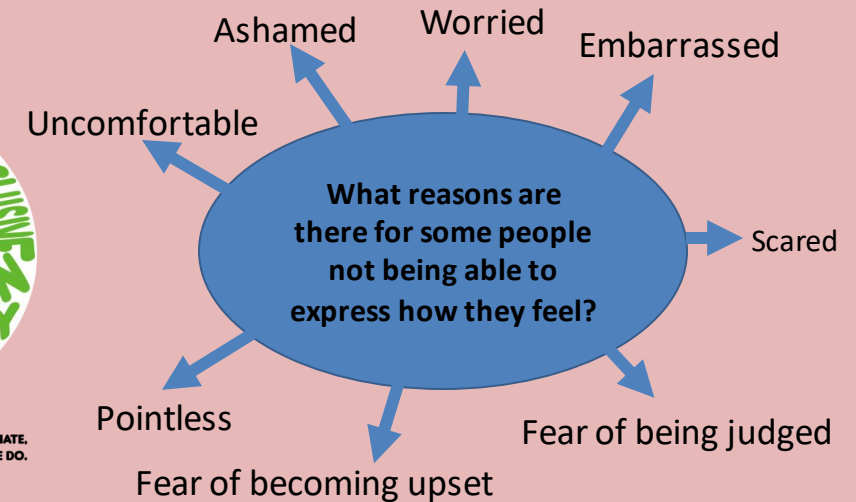 Ashamed
Worried
Embarrassed
Uncomfortable
What reasons are
there for some people
not being able to
express how they feel?
Scared
Pointless
Fear of being judged
Fear of becoming upset
E DO.